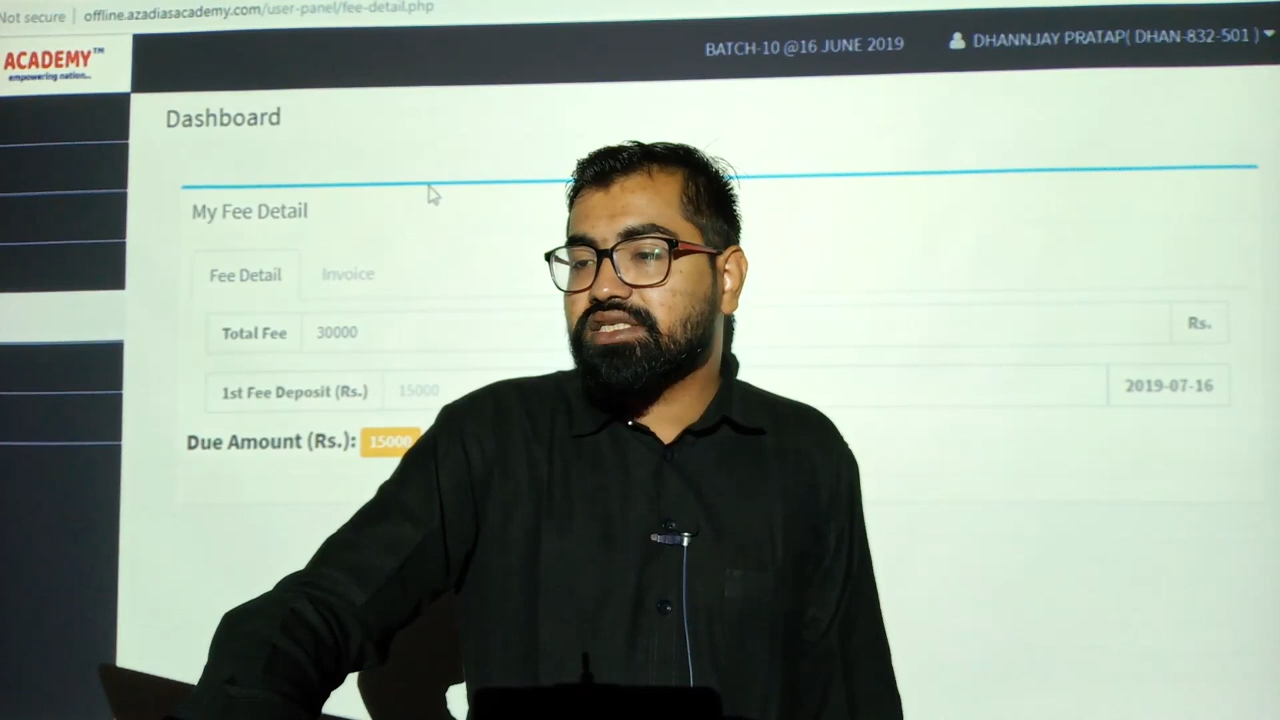 Not secure | offline.azadiasacademy.com/user-panel/fee-detail.php
ACADEMY™
empowering nation...
BATCH-10 @16 JUNE 2019
DHANNJAY PRATAP( DHAN-832-501 )
Dashboard
My Fee Detail
Fee Detail Invoice
Total Fee 30000 Rs.
1st Fee Deposit (Rs.) 15000 2019-07-16
Due Amount (Rs.): 15000